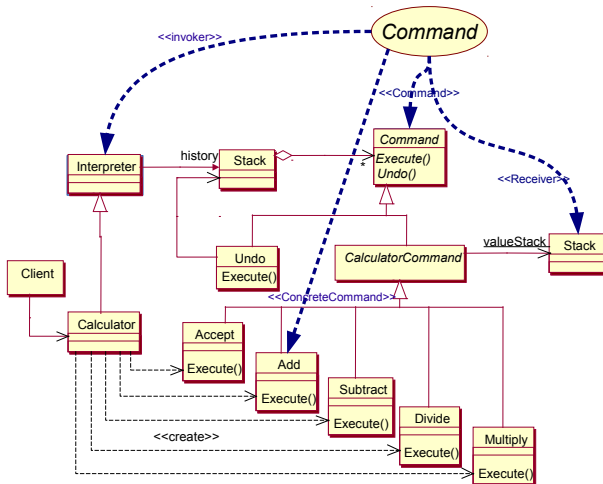 Command
<<invoker>>
<<Command>>
Interpreter
history
Stack
*
Command
Execute()
Undo()
<<Receiver>>
Undo
Execute()
CalculatorCommand
valueStack
Stack
Client
<<ConcreteCommand>>
Calculator
Accept
Execute()
Add
Execute()
Subtract
Execute()
Divide
Execute()
<<create>>
Multiply
Execute()